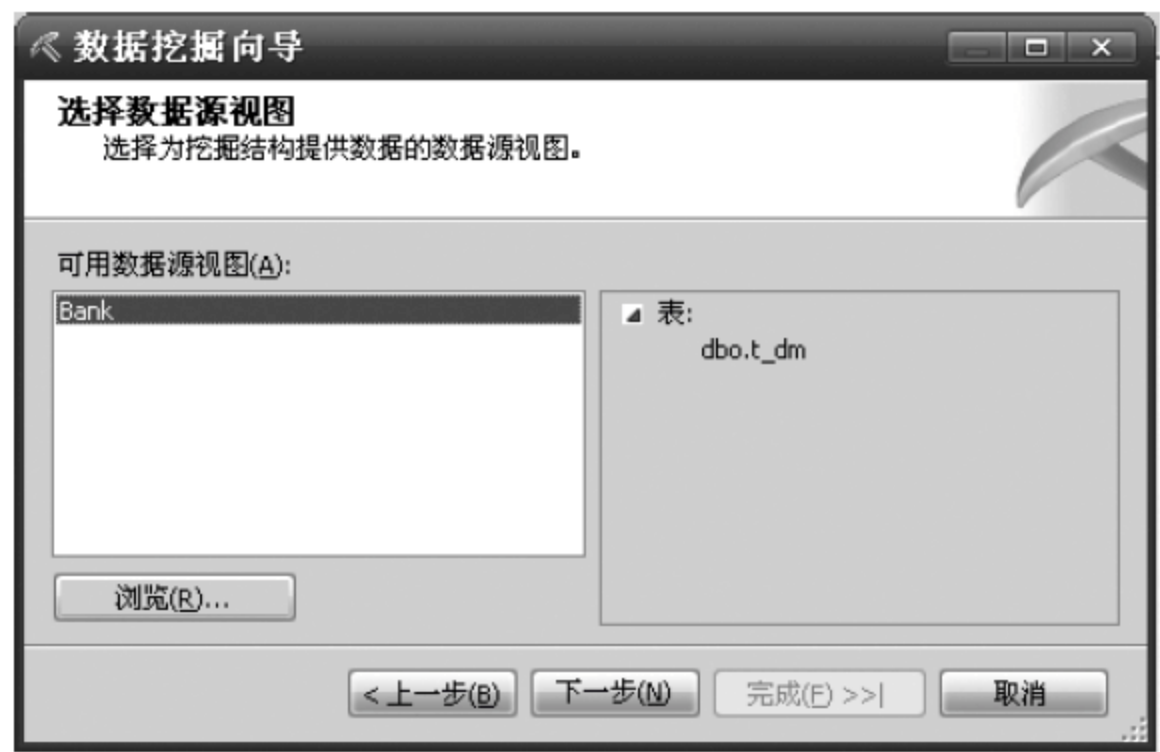 数据挖掘向导
选择数据源视图
选择为挖掘结构提供数据的数据源视图。
可用数据源视图(A):
Bank
表:
dbo.t_dm
浏览(R)...
< 上一步(B)
下一步(N)
完成(F) >>|
取消